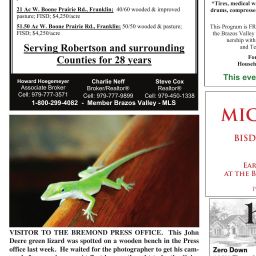 21 Ac W. Boone Prairie Rd., Franklin; 40/60 wooded & improved
pasture; FISD; $4,250/acre
51.50 Ac W. Boone Prairie Rd., Franklin; 50/50 wooded & pasture;
FISD; $4,250/acre
Serving Robertson and surrounding
Counties for 28 years
Howard Hoegemeyer
Associate Broker
Cell: 979-777-3571
Charlie Neff
Broker/Realtor®
Cell: 979-777-9899
Steve Cox
Realtor®
Cell: 979-450-1338
1-800-299-4082 - Member Brazos Valley - MLS
VISITOR TO THE BREMOND PRESS OFFICE. This John
Deere green lizard was spotted on a wooden bench in the Press
office last week. He waited for the photographer to get his cam-
*Tires, medical w
drums, compresso
This Program is FR
the Brazos Valley
nership with
and Te
For
Househ
This eve
MIC
BISD
EARL
AT THE B
Zero Down